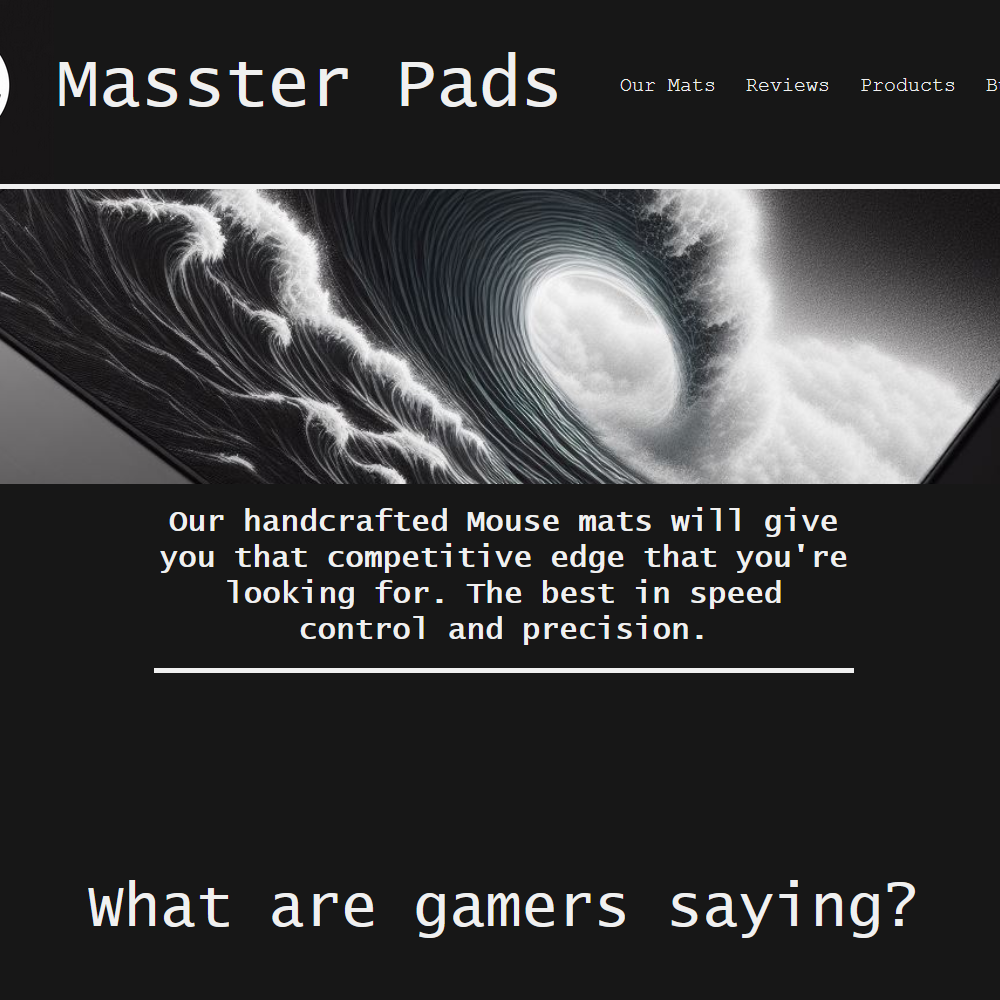 Masster Pads
Our Mats Reviews Products
Our handcrafted Mouse mats will give
you that competitive edge that you're
looking for. The best in speed
control and precision.
What are gamers saying?